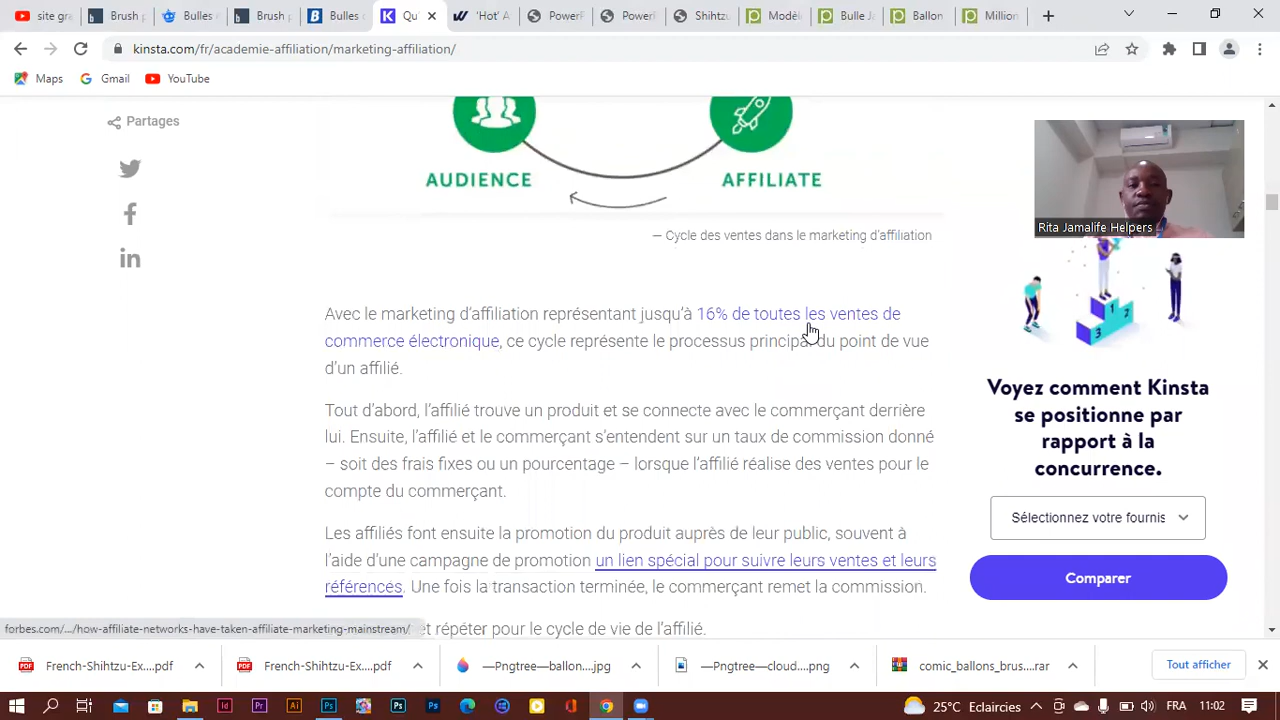 site gre
Brush p
Bulles d
Brush p
Bulles d
Qu'
'Hot' A
PowerP
PowerP
Shihtzu
Modèle
Bulle Je
Ballon
Million
kinsta.com/fr/academie-affiliation/marketing-affiliation/
Maps
Gmail
YouTube
Partages
AUDIENCE
AFFILIATE
— Cycle des ventes dans le marketing d'affiliation
Rita Jamalife Helpers
1
2
3
Avec le marketing d'affiliation représentant jusqu'à 16% de toutes les ventes de
commerce électronique, ce cycle représente le processus principal du point de vue
d'un affilié.
Tout d'abord, l'affilié trouve un produit et se connecte avec le commerçant derrière
lui. Ensuite, l'affilié et le commerçant s'entendent sur un taux de commission donné
– soit des frais fixes ou un pourcentage – lorsque l'affilié réalise des ventes pour le
compte du commerçant.
Les affiliés font ensuite la promotion du produit auprès de leur public, souvent à
l'aide d'une campagne de promotion un lien spécial pour suivre leurs ventes et leurs
références. Une fois la transaction terminée, le commerçant remet la commission.
et répéter pour le cycle de vie de l'affilié.
Voyez comment Kinsta
se positionne par
rapport à la
concurrence.
Sélectionnez votre fournis
Comparer
forbes.com/.../how-affiliate-networks-have-taken-affiliate-marketing-mainstream/
French-Shihtzu-Ex....pdf
French-Shihtzu-Ex....pdf
—Pngtree—ballon....jpg
—Pngtree—cloud....png
comic_ballons_brus....rar
Tout afficher
25°C Eclaircies
FRA
11:02